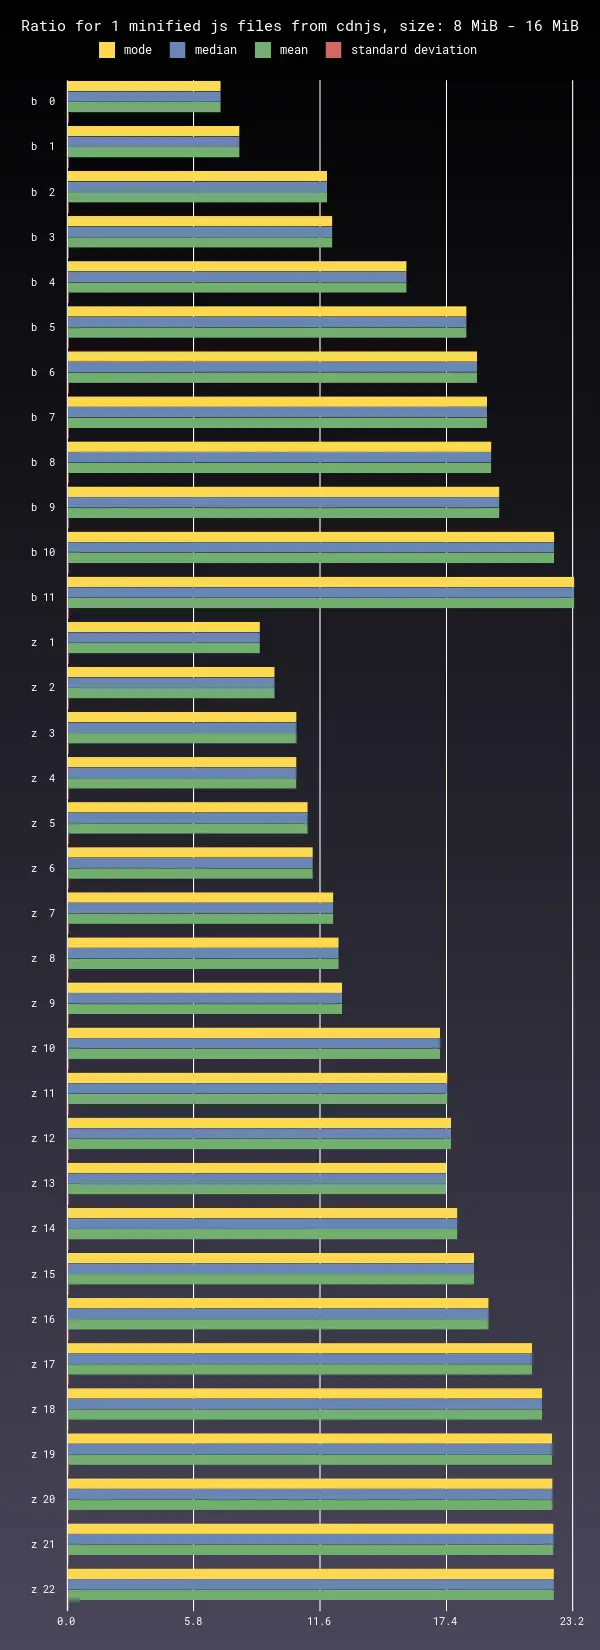 Ratio for 1 minified js files from cdnjs, size: 8 MiB - 16 MiB
mode median mean standard deviation
b 0
b 1
b 2
b 3
b 4
b 5
b 6
b 7
b 8
b 9
b 10
b 11
z 1
z 2
z 3
z 4
z 5
z 6
z 7
z 8
z 9
z 10
z 11
z 12
z 13
z 14
z 15
z 16
z 17
z 18
z 19
z 20
z 21
z 22
0.0 5.8 11.6 17.4 23.2